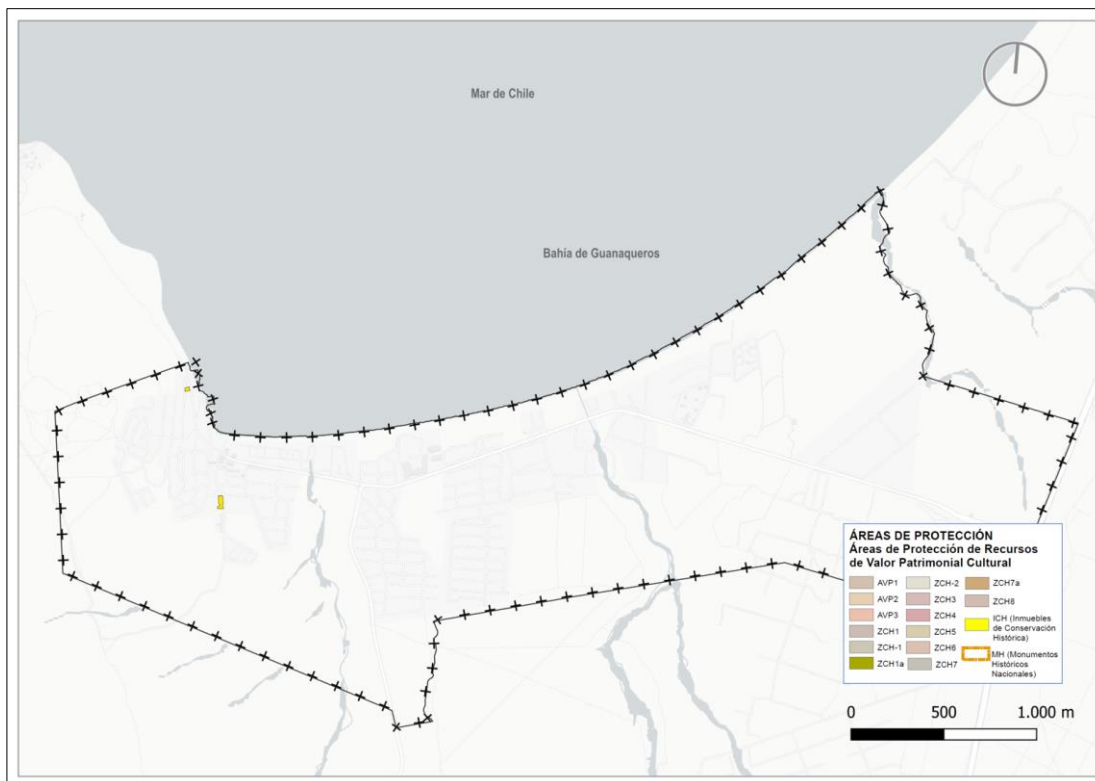 Mar de Chile
Bahía de Guanaqueros
ÁREAS DE PROTECCIÓN
Áreas de Protección de Recursos
de Valor Patrimonial Cultural
AVP1
AVP2
AVP3
ZCH1
ZCH-1
ZCH1a
ZCH-2
ZCH3
ZCH4
ZCH5
ZCH6
ZCH7
ZCH7a
ZCH8
ICH (Inmuebles
de Conservación
Histórica)
MH (Monumentos
Históricos
Nacionales)
0 500 1.000 m